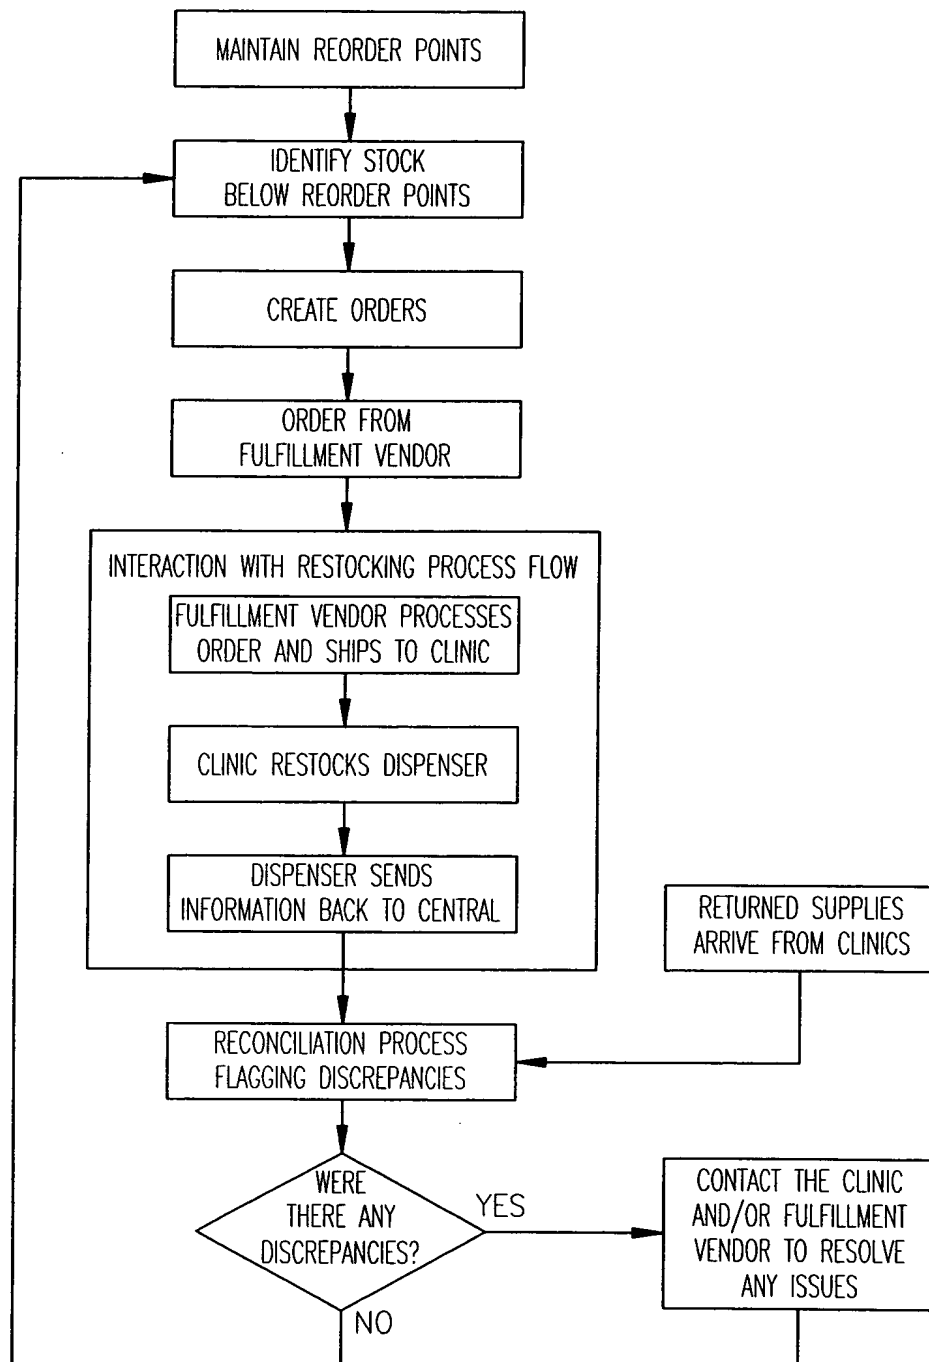 MAINTAIN REORDER POINTS
IDENTIFY STOCK
BELOW REORDER POINTS
CREATE ORDERS
ORDER FROM
FULFILLMENT VENDOR
INTERACTION WITH RESTOCKING PROCESS FLOW
FULFILLMENT VENDOR PROCESSES
ORDER AND SHIPS TO CLINIC
CLINIC RESTOCKS DISPENSER
DISPENSER SENDS
INFORMATION BACK TO CENTRAL
RETURNED SUPPLIES
ARRIVE FROM CLINICS
RECONCILIATION PROCESS
FLAGGING DISCREPANCIES
WERE
THERE ANY
DISCREPANCIES?
YES
CONTACT THE CLINIC
AND/OR FULFILLMENT
VENDOR TO RESOLVE
ANY ISSUES
NO